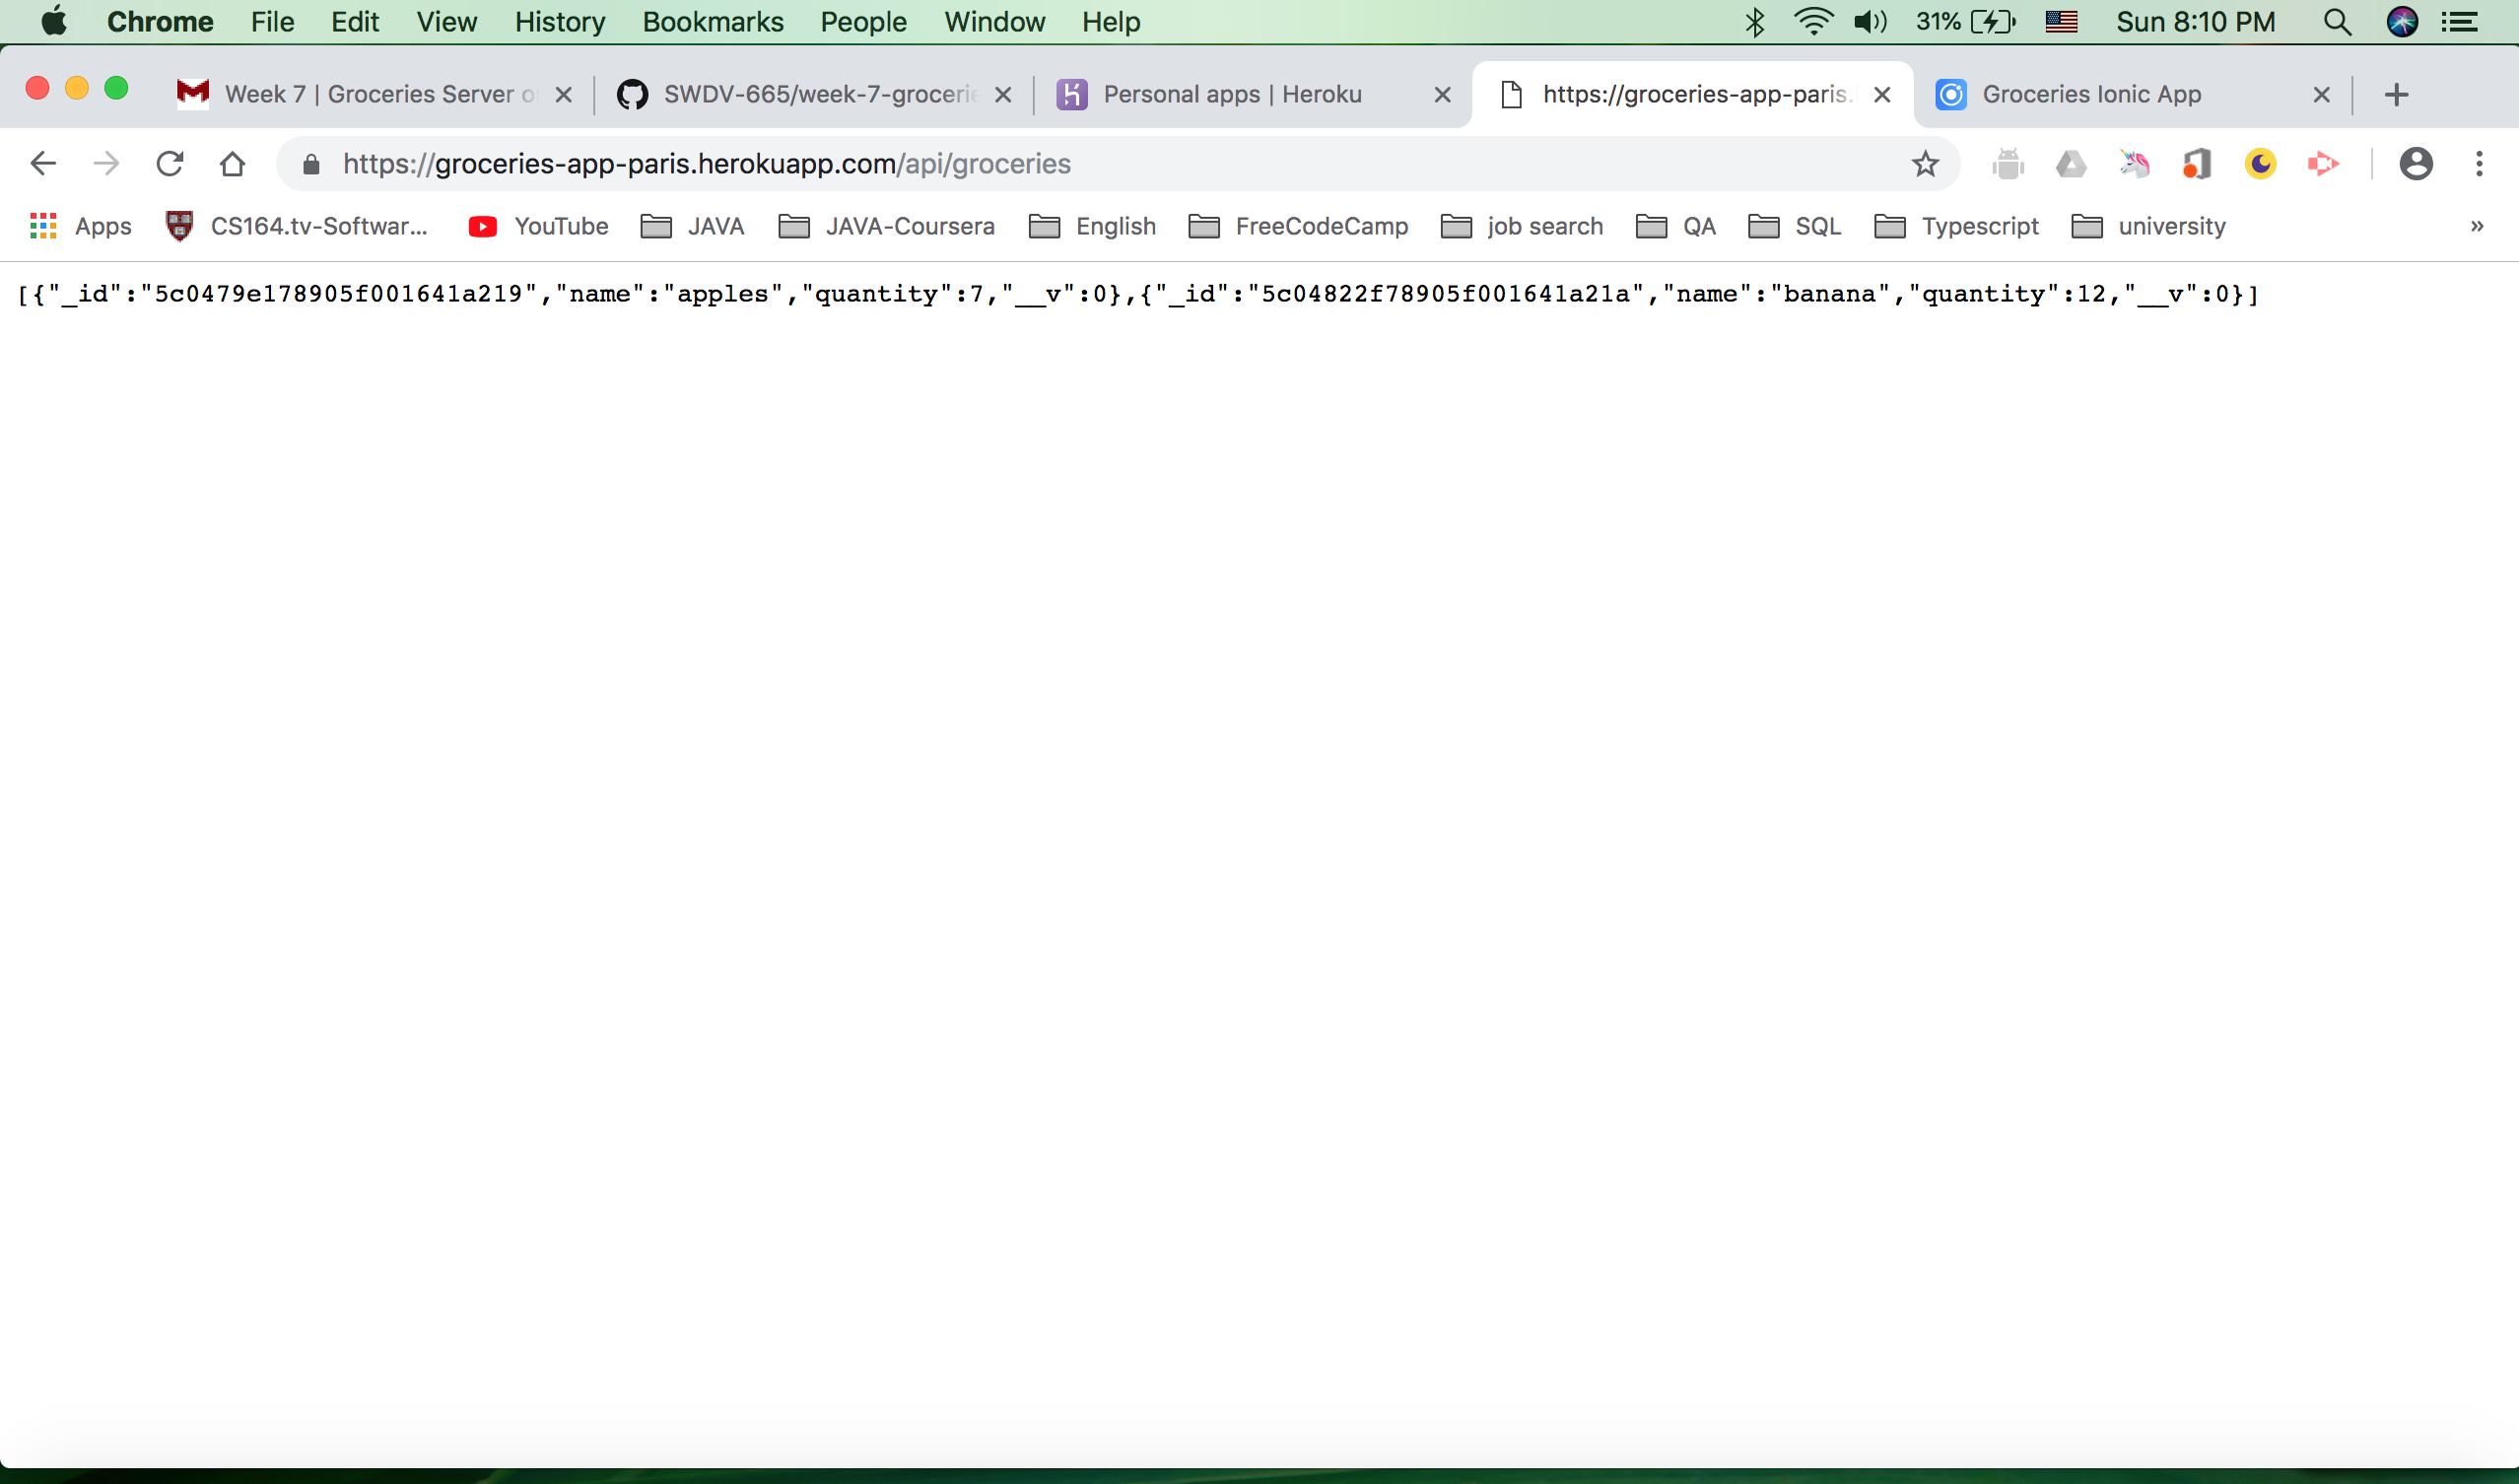 Chrome File Edit View History Bookmarks People Window Help 31% Sun 8:10 PM
Week 7 | Groceries Server o SWDV-665/week-7-grocerie Personal apps | Heroku https://groceries-app-paris. Groceries Ionic App
https://groceries-app-paris.herokuapp.com/api/groceries
Apps CS164.tv-Softwar... YouTube JAVA JAVA-Coursera English FreeCodeCamp job search QA SQL Typescript university »
[{"_id":"5c0479e178905f001641a219","name":"apples","quantity":7,"__v":0},{"_id":"5c04822f78905f001641a21a","name":"banana","quantity":12,"__v":0}]